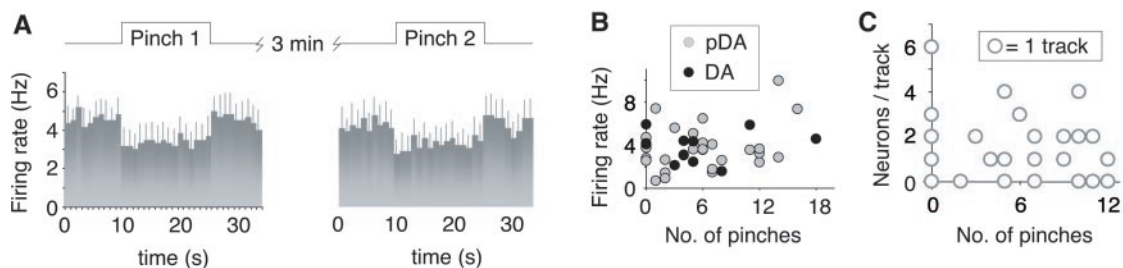 A
Pinch 1
3 min
Pinch 2
Firing rate (Hz)
6
4
2
0
0 10 20 30
time (s)
0 10 20 30
time (s)
B
pDA
DA
Firing rate (Hz)
8
4
0
0 6 12 18
No. of pinches
C
= 1 track
Neurons / track
6
4
2
0
0 6 12
No. of pinches